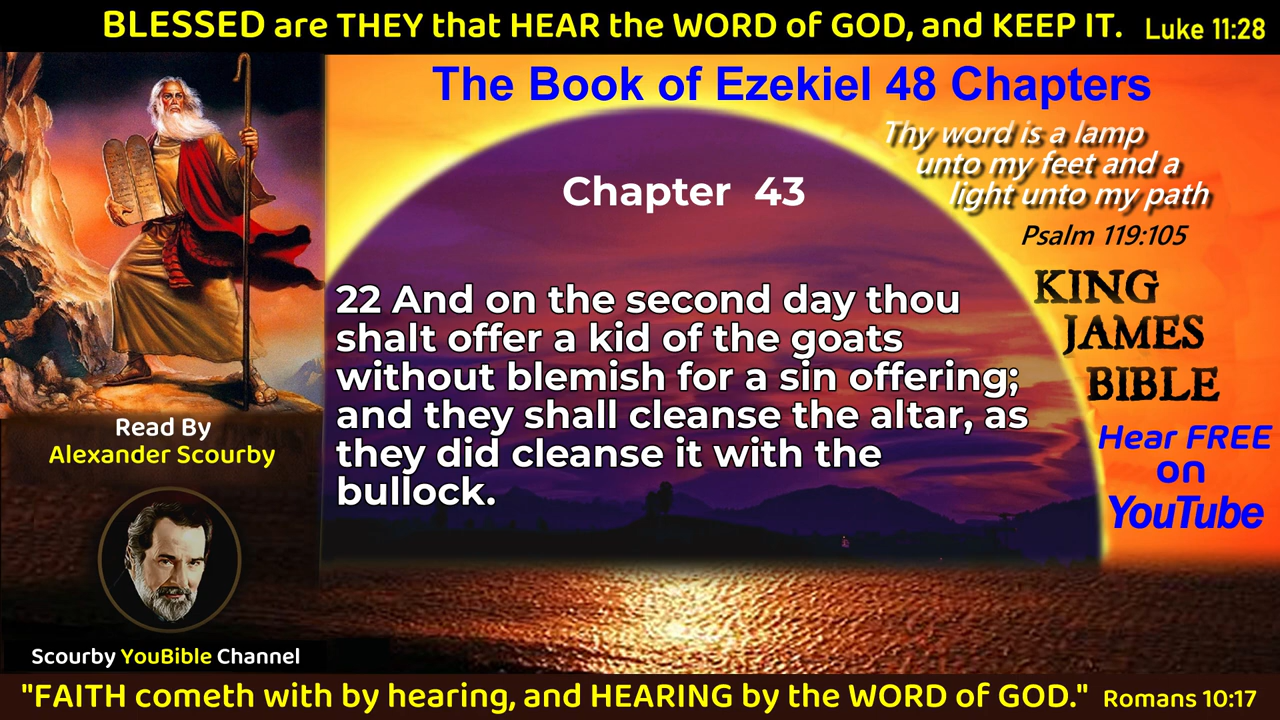 BLESSED are THEY that HEAR the WORD of GOD, and KEEP IT. Luke 11:28
The Book of Ezekiel 48 Chapters
Thy word is a lamp
unto my feet and a
light unto my path
Psalm 119:105
Chapter 43
22 And on the second day thou
shalt offer a kid of the goats
without blemish for a sin offering;
and they shall cleanse the altar, as
they did cleanse it with the
bullock.
KING
JAMES
BIBLE
Hear FREE
on
YouTube
Read By
Alexander Scourby
Scourby YouBible Channel
"FAITH cometh with by hearing, and HEARING by the WORD of GOD." Romans 10:17